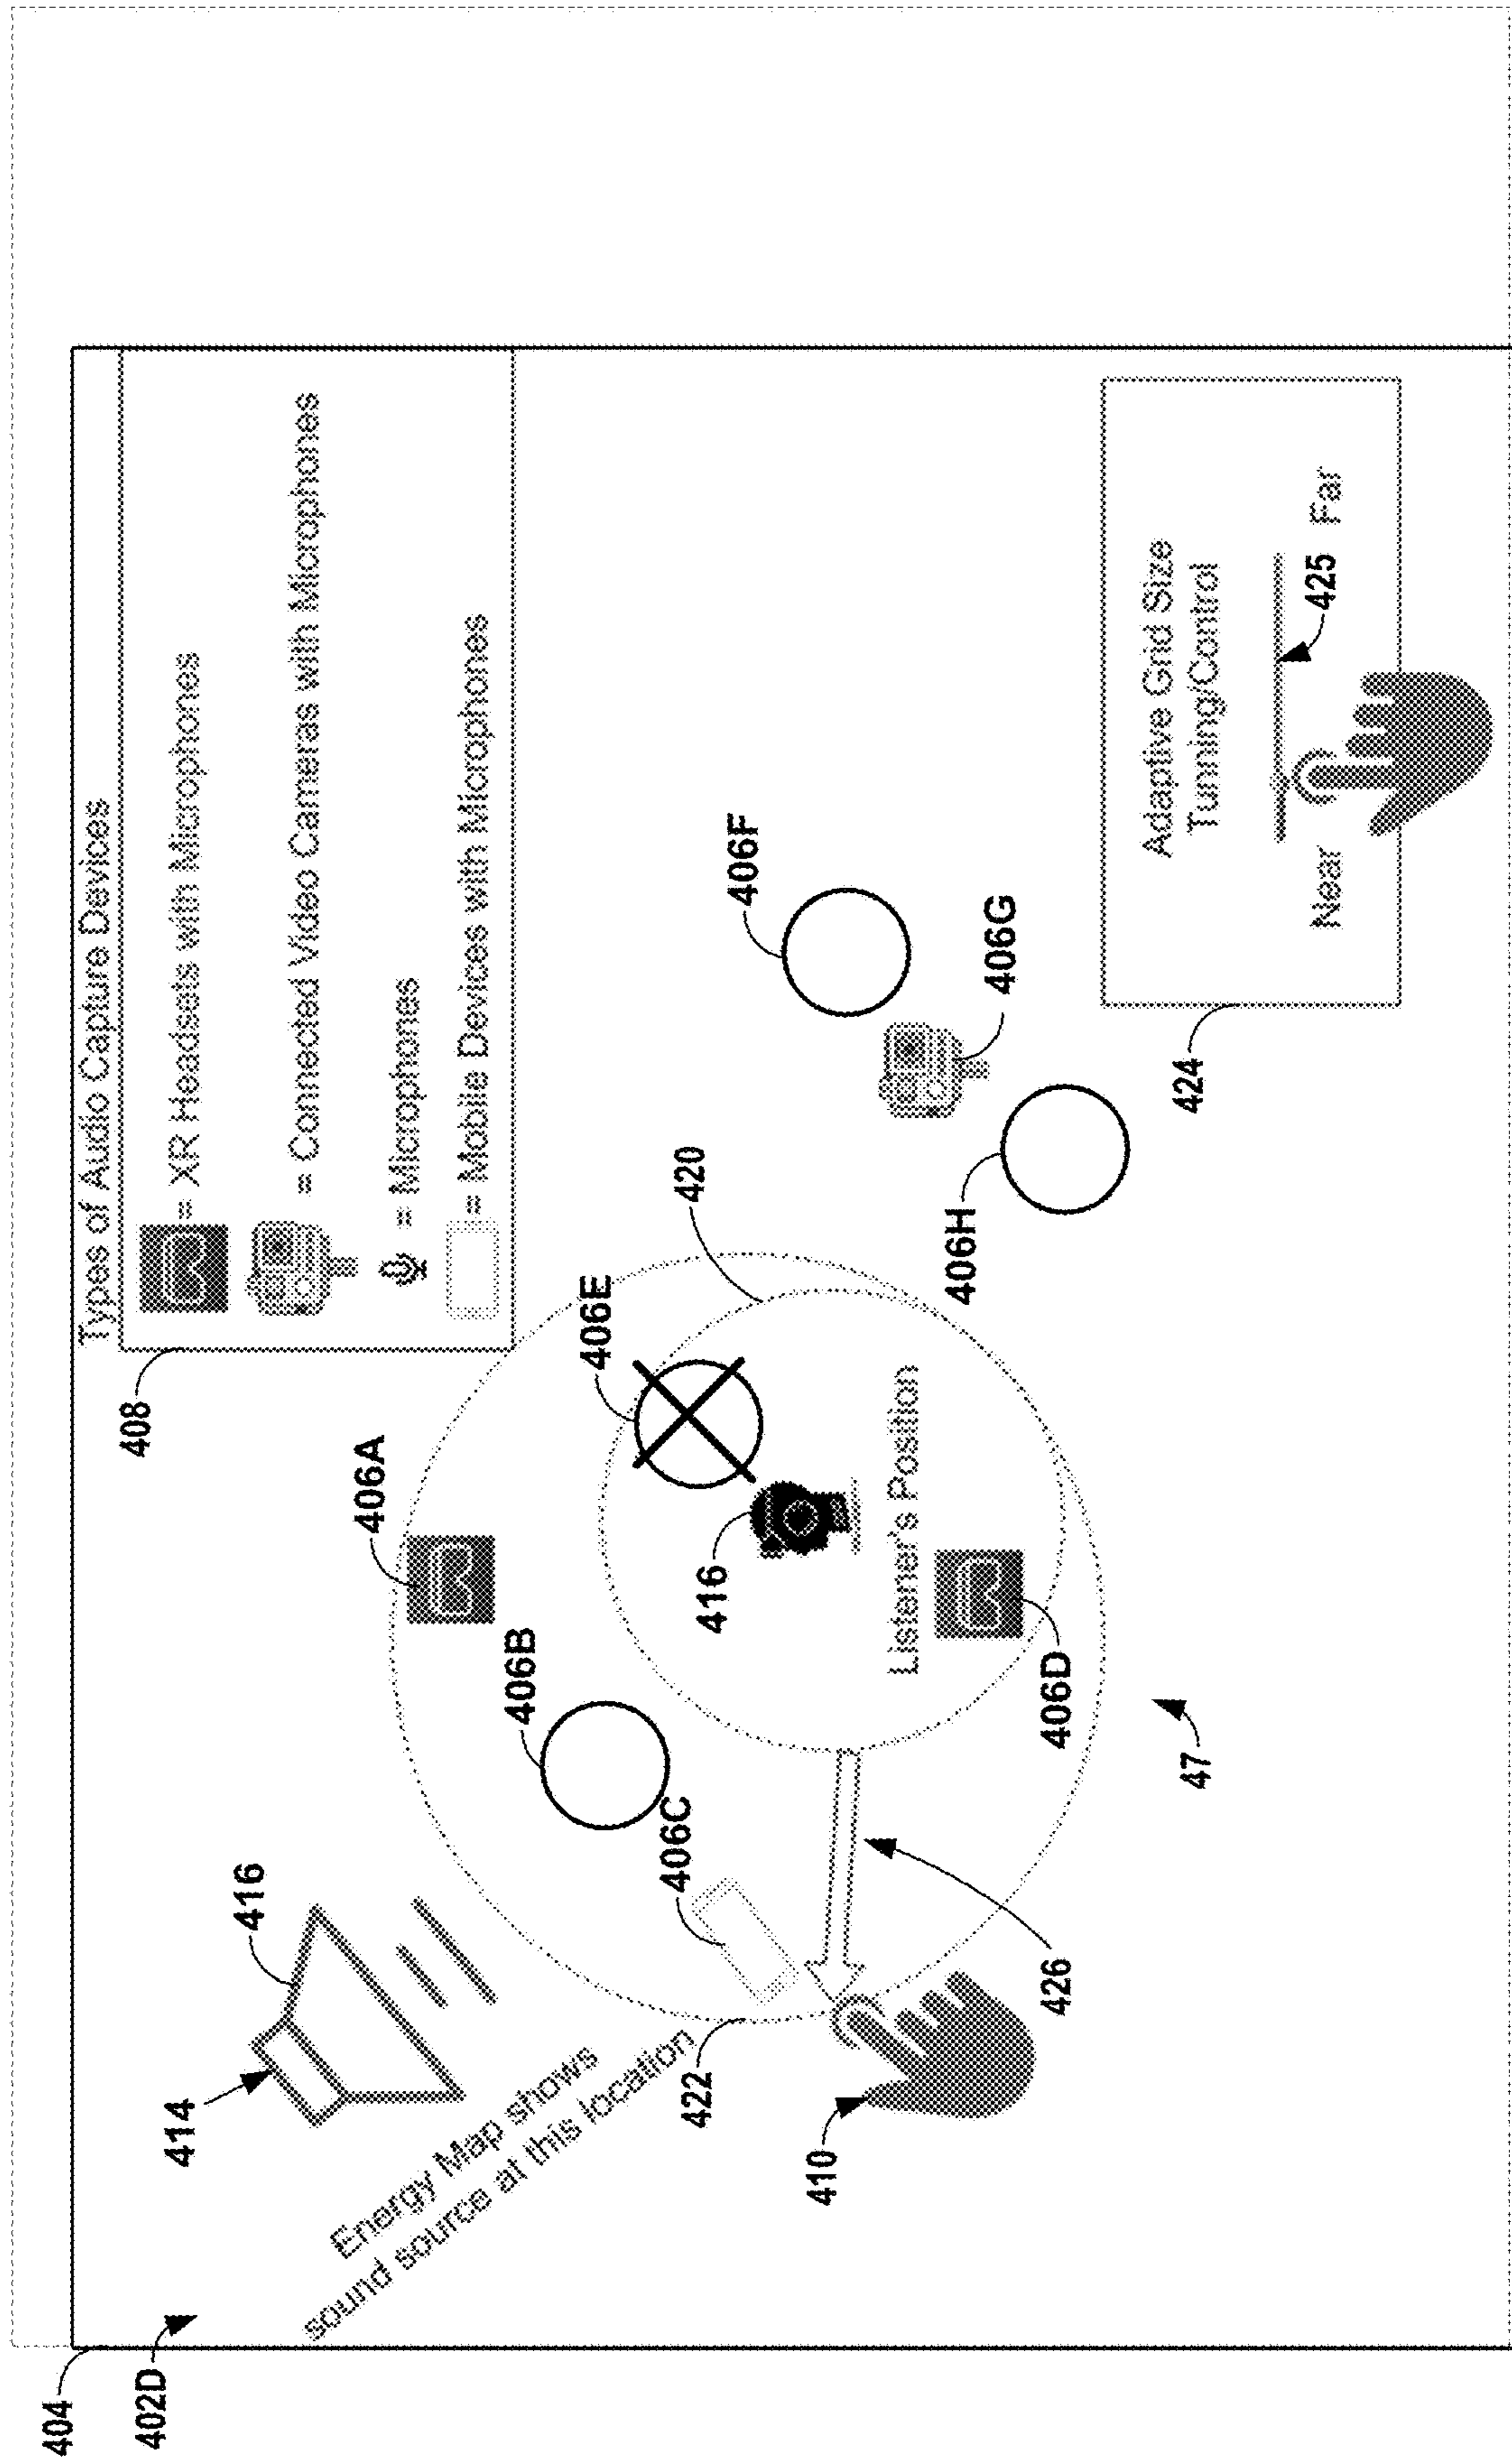 404
402D
Types of Audio Capture Devices
= XR Headsets with Microphones
= Connected Video Cameras with Microphones
= Microphones
= Mobile Devices with Microphones
408
414
416
Energy Map shows
sound source at this location
406A
406B
406C
406E
416
420
422
Listener's Position
406D
410
426
47
406F
406G
406H
Adaptive Grid Size
Tunning/Control
Near
425
Far
424